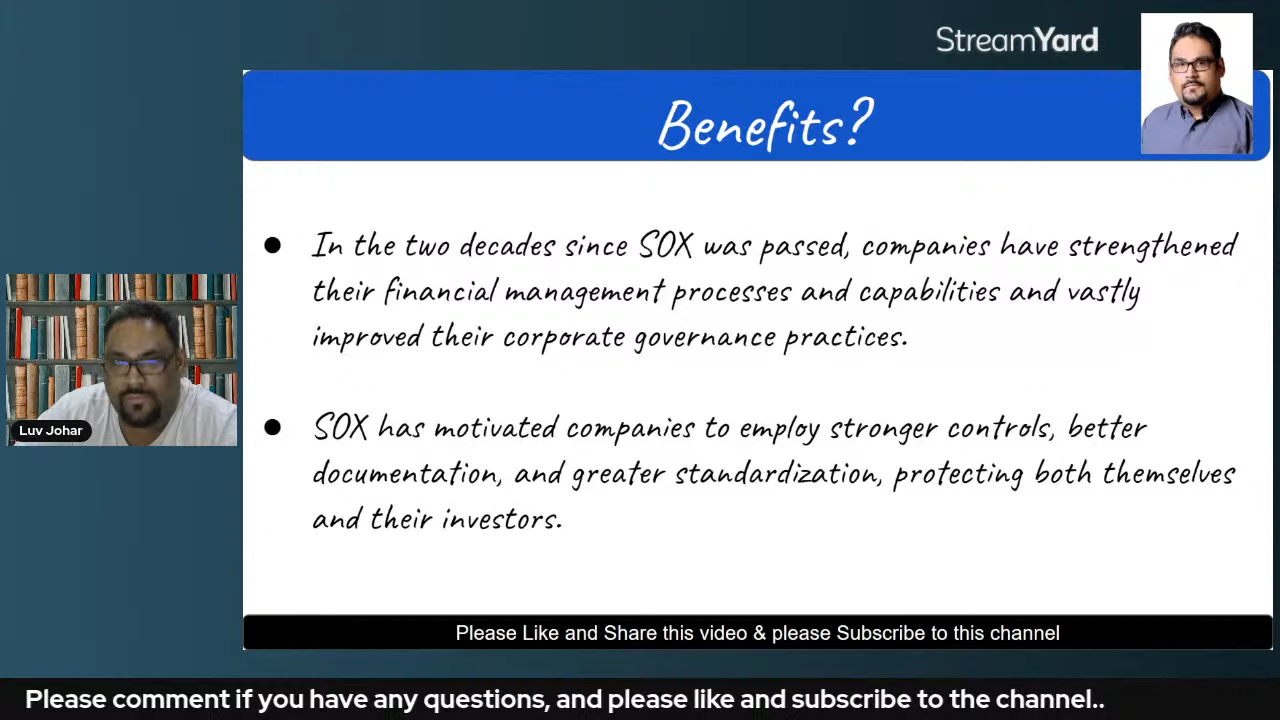 StreamYard
Benefits?
● In the two decades since SOX was passed, companies have strengthened
their financial management processes and capabilities and vastly
improved their corporate governance practices.
● SOX has motivated companies to employ stronger controls, better
documentation, and greater standardization, protecting both themselves
and their investors.
Luv Johar
Please Like and Share this video & please Subscribe to this channel
Please comment if you have any questions, and please like and subscribe to the channel..